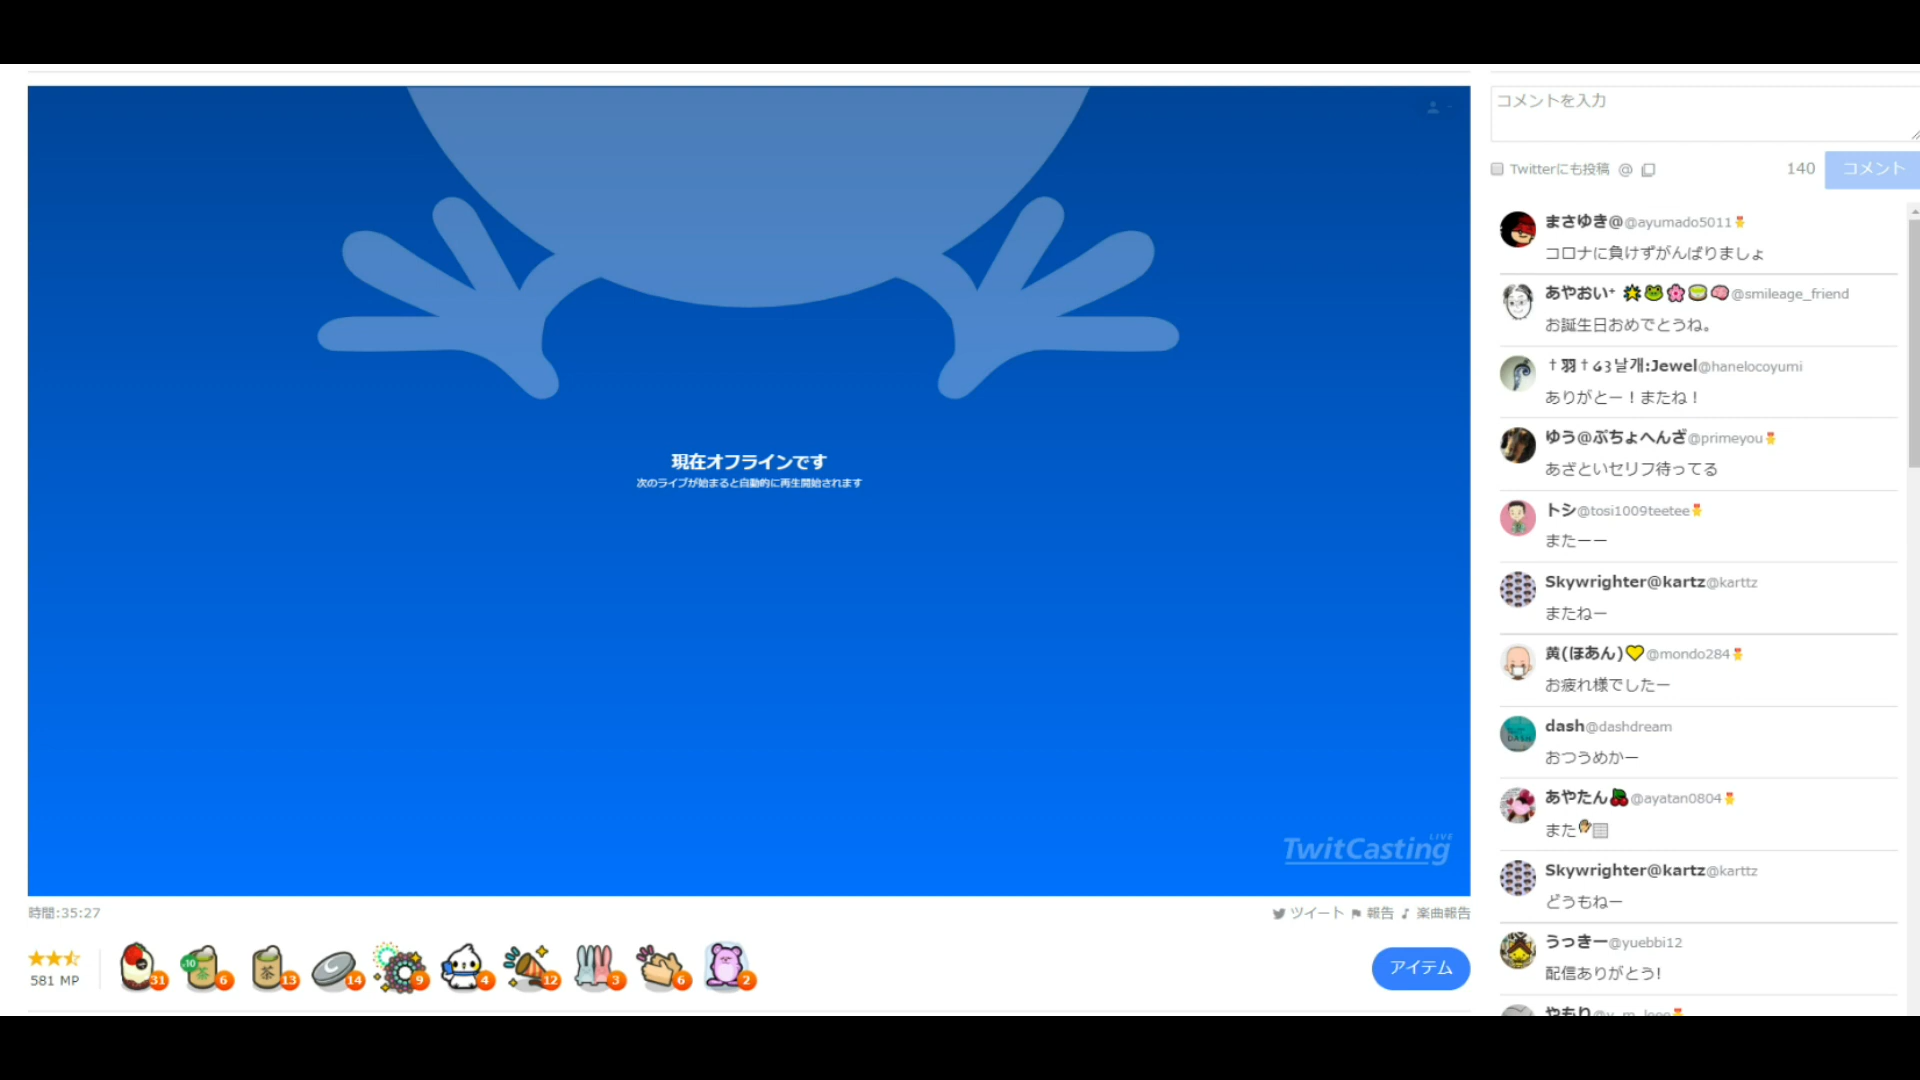 コメントを入力
Twitterにも投稿 @
140
コメント
まさゆき@@ayumado5011
コロナに負けずがんばりましょ
あやおい⁺ @smileage_friend
お誕生日おめでとうね。
@hanelocoyumi
ありがとー！またね！
ゆう@ぶちょへんざ@primeyou
あざといセリフ待ってる
トシ@tosi1009teetee
またーー
Skywrighter@kartz@karttz
またねー
黄(ほあん)💛@mondo284
お疲れ様でしたー
dash@dashdream
おつうめかー
あやたん🍒@ayatan0804
また
Skywrighter@kartz@karttz
どうもねー
うっきー@yuebbi12
配信ありがとう!
やもり
現在オフラインです
次のライブが始まると自動的に再生開始されます
TwitCasting LIVE
時間:35:27
ツイート 報告 楽曲報告
581 MP
31 10 6 13 14 9 4 12 3 6 2
アイテム